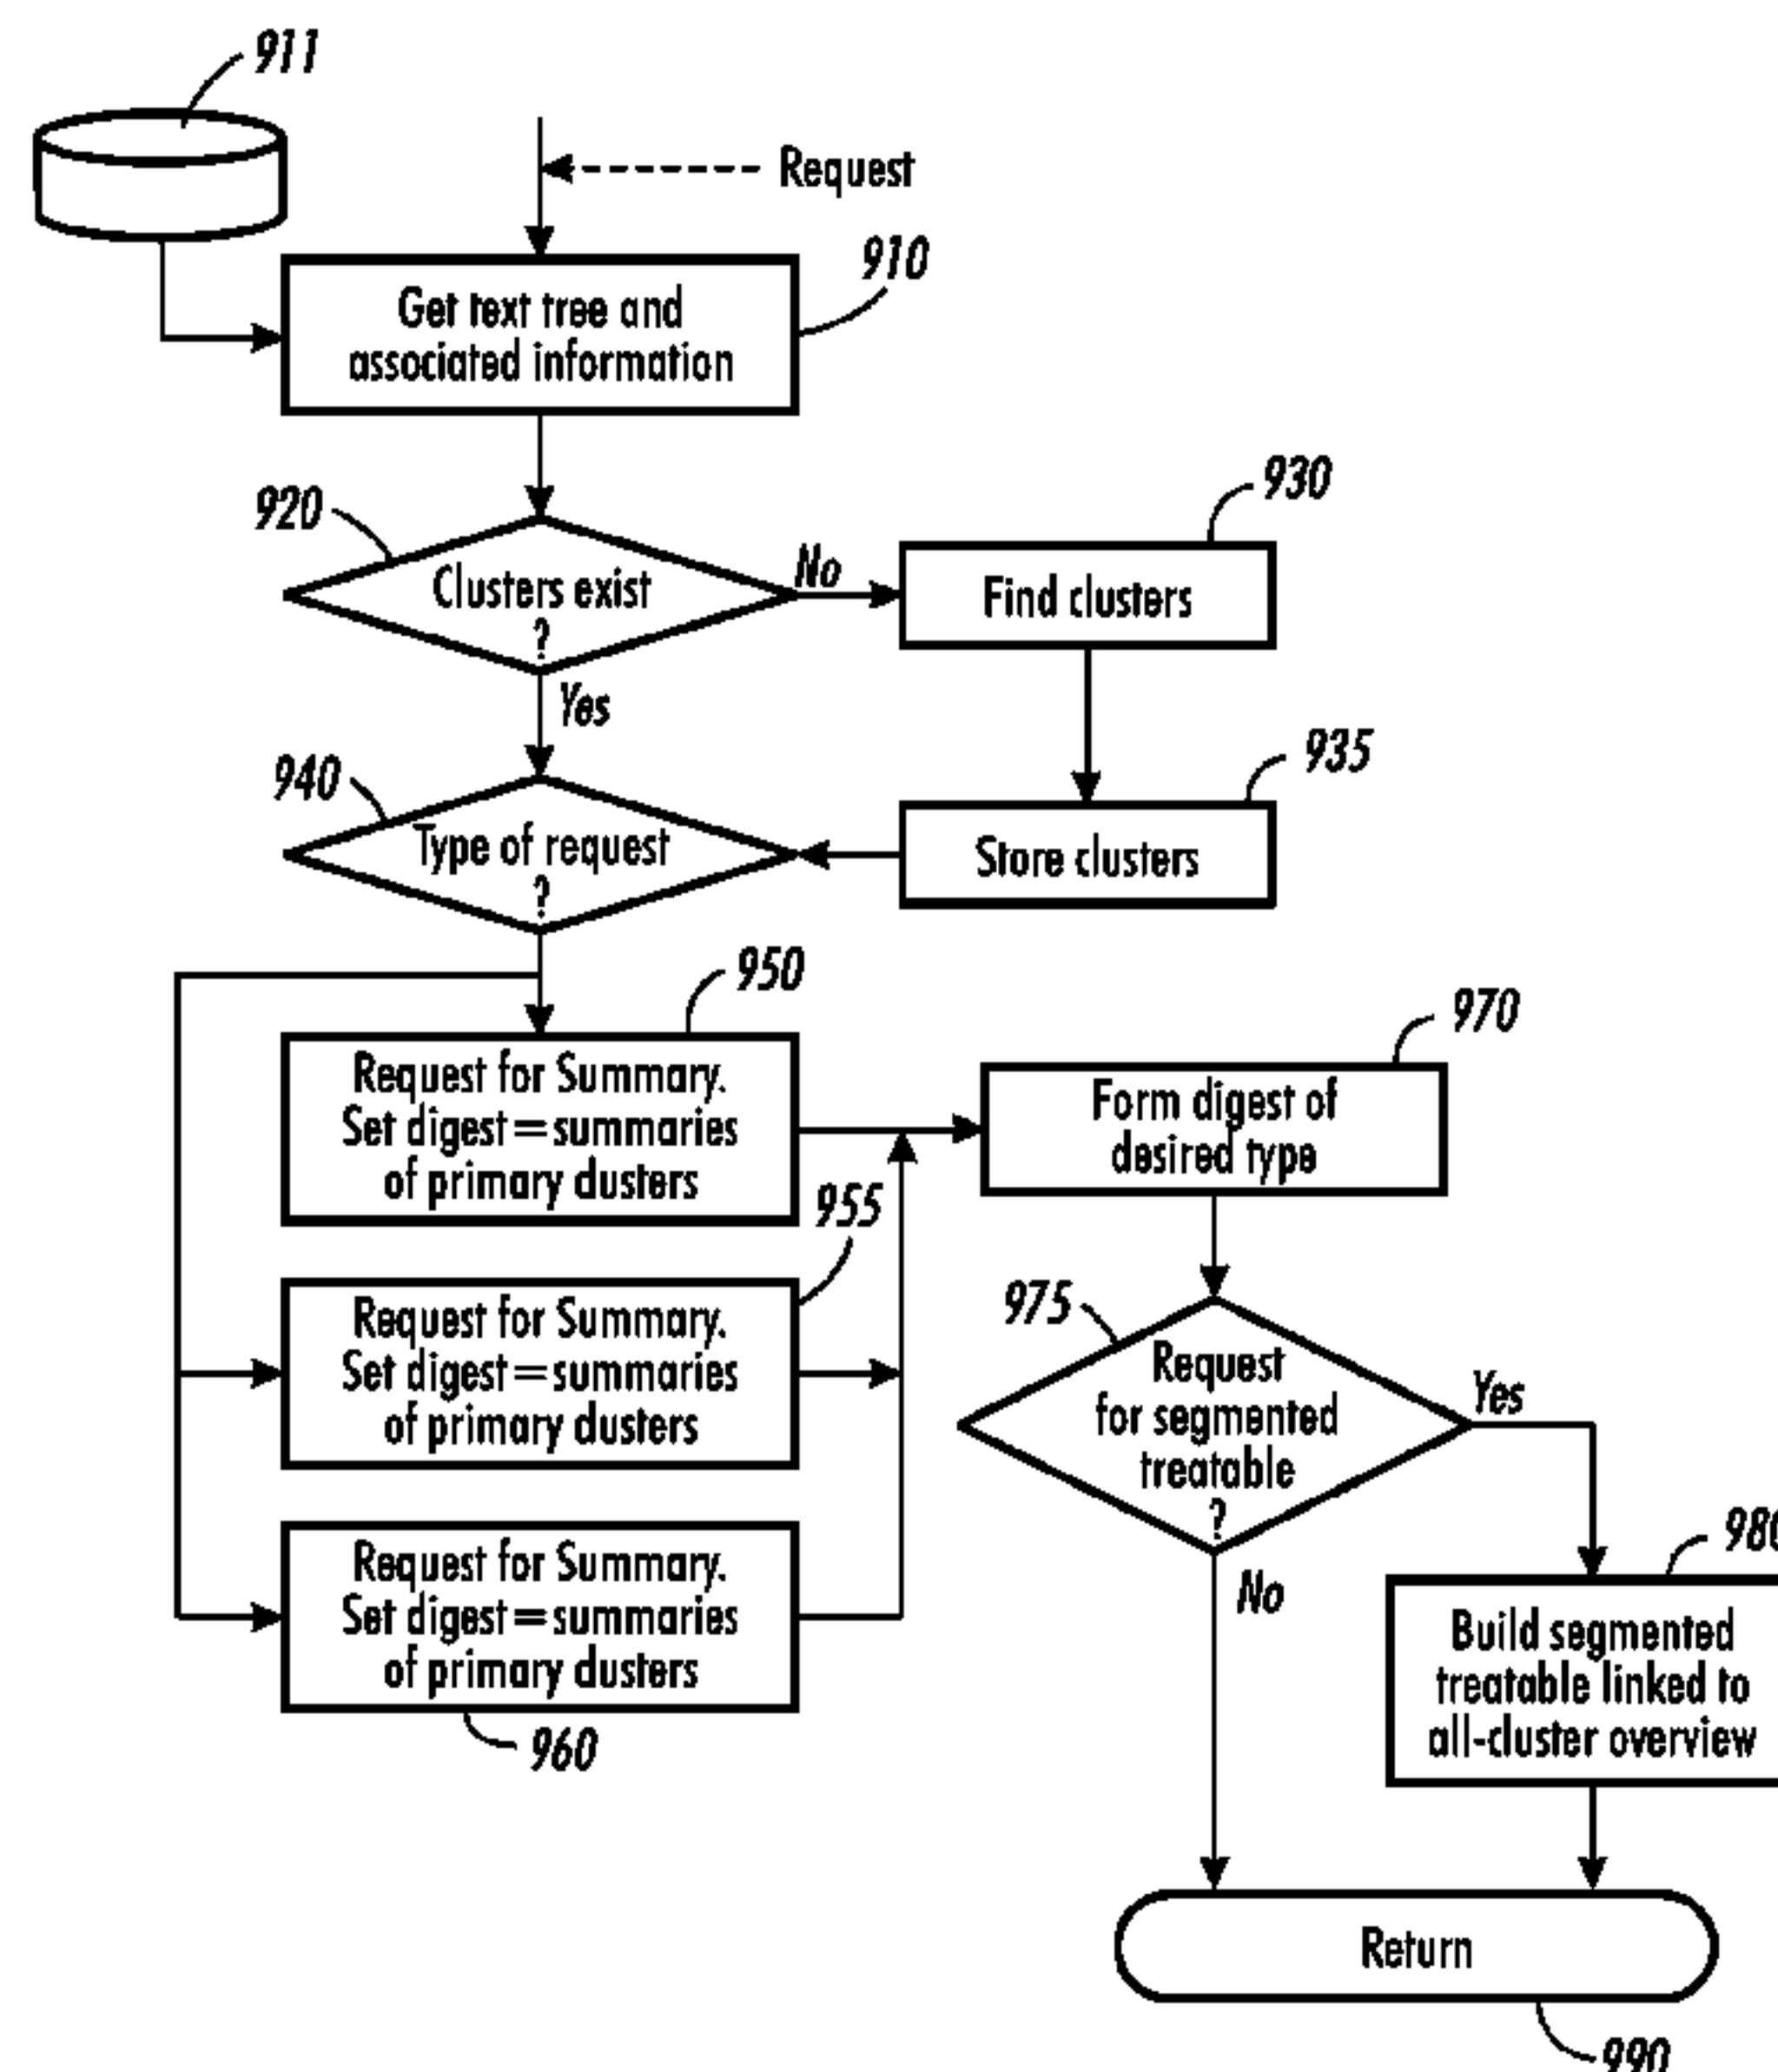 911
Request
910
Get text tree and
associated information
920
Clusters exist
?
No
Yes
930
Find clusters
935
Store clusters
940
Type of request
?
950
Request for Summary.
Set digest=summaries
of primary dusters
955
Request for Summary.
Set digest=summaries
of primary dusters
Request for Summary.
Set digest=summaries
of primary dusters
960
970
Form digest of
desired type
975
Request
for segmented
treatable
?
Yes
No
980
Build segmented
treatable linked to
all-cluster overview
Return
990